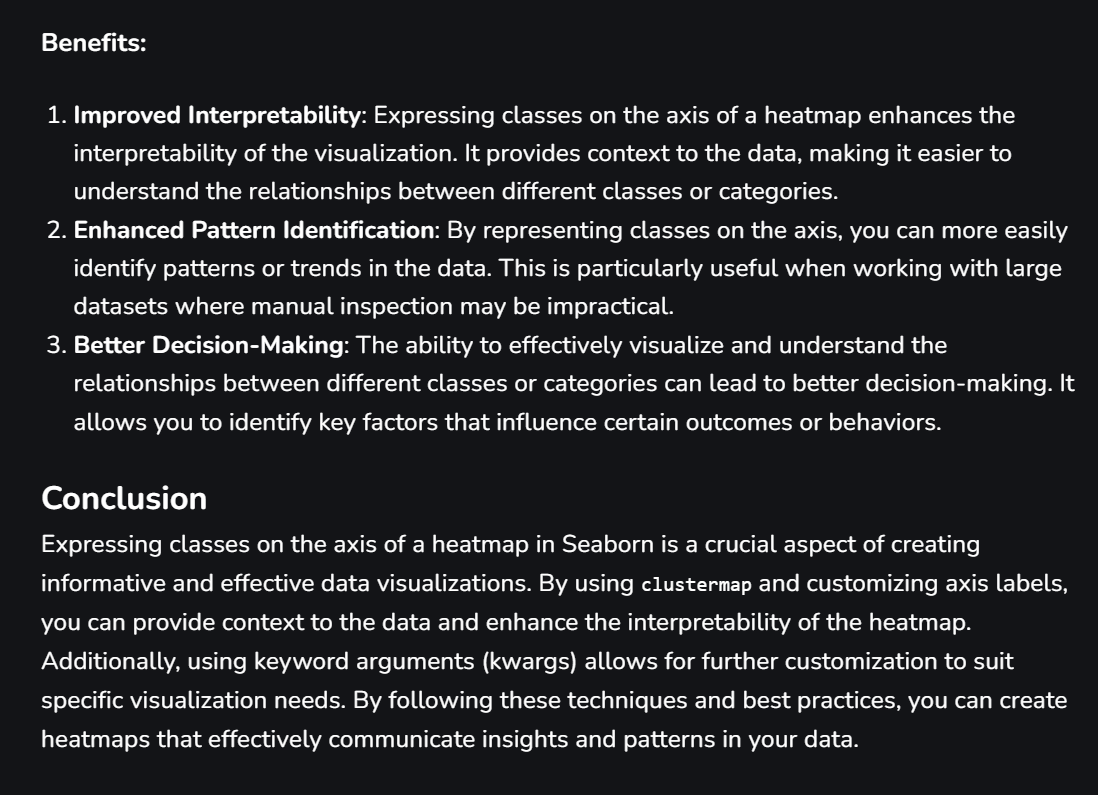 Benefits:
1. Improved Interpretability: Expressing classes on the axis of a heatmap enhances the
interpretability of the visualization. It provides context to the data, making it easier to
understand the relationships between different classes or categories.
2. Enhanced Pattern Identification: By representing classes on the axis, you can more easily
identify patterns or trends in the data. This is particularly useful when working with large
datasets where manual inspection may be impractical.
3. Better Decision-Making: The ability to effectively visualize and understand the
relationships between different classes or categories can lead to better decision-making. It
allows you to identify key factors that influence certain outcomes or behaviors.
Conclusion
Expressing classes on the axis of a heatmap in Seaborn is a crucial aspect of creating
informative and effective data visualizations. By using clustermap and customizing axis labels,
you can provide context to the data and enhance the interpretability of the heatmap.
Additionally, using keyword arguments (kwargs) allows for further customization to suit
specific visualization needs. By following these techniques and best practices, you can create
heatmaps that effectively communicate insights and patterns in your data.